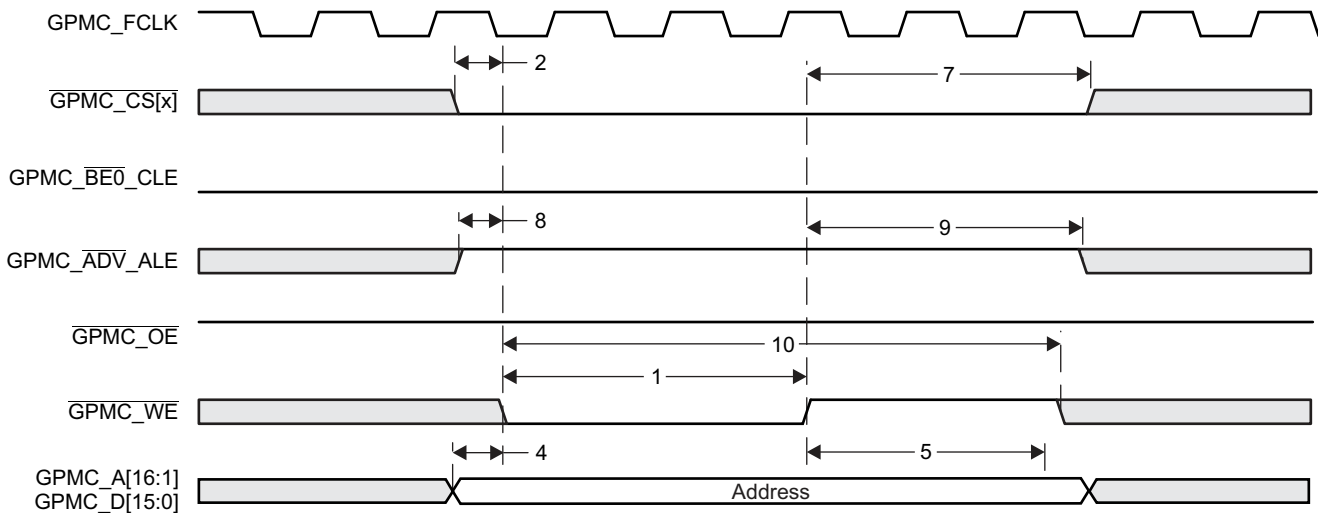 GPMC_FCLK
2
7
GPMC_CS[x]
GPMC_BE0_CLE
8
9
GPMC_ADV_ALE
GPMC_OE
10
1
GPMC_WE
4
5
GPMC_A[16:1]
GPMC_D[15:0]
Address